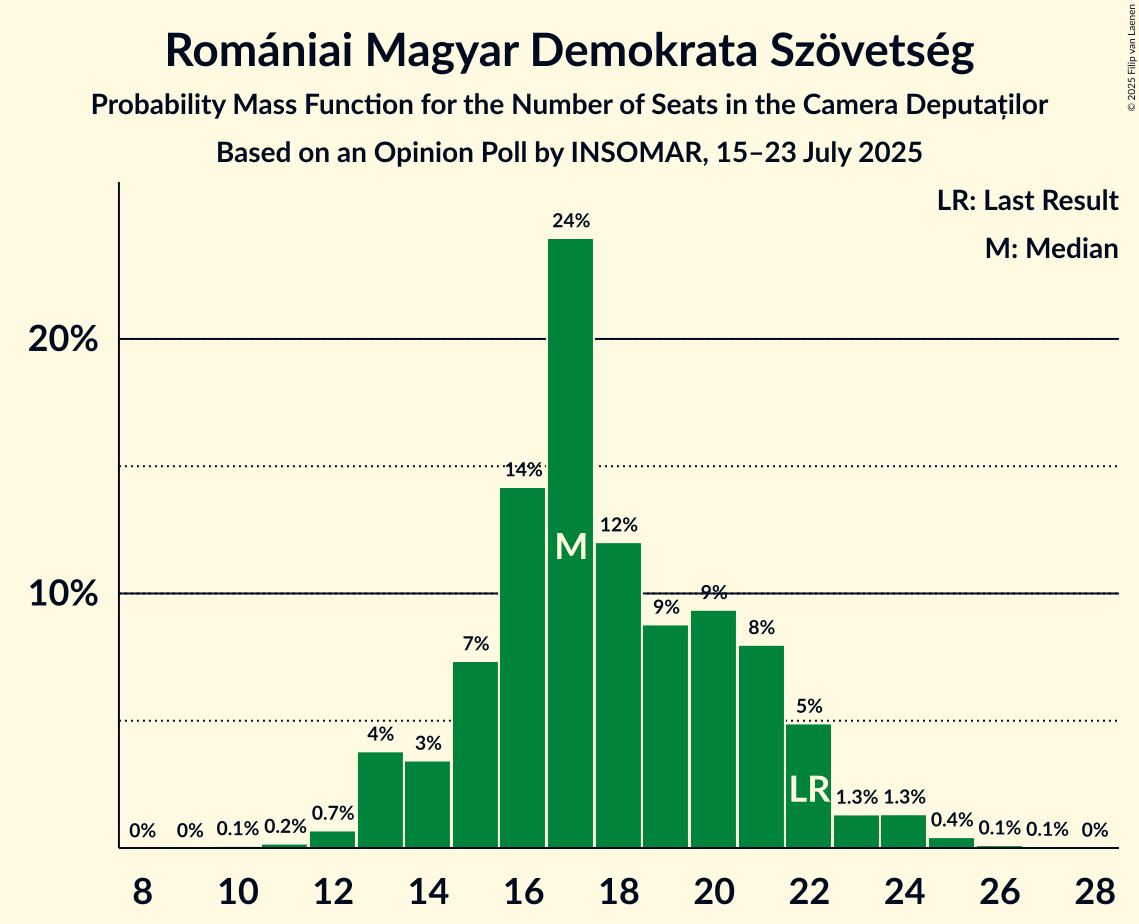 Romániai Magyar Demokrata Szövetség
Probability Mass Function for the Number of Seats in the Camera Deputaților
Based on an Opinion Poll by INSOMAR, 15–23 July 2025
© 2025 Filip van Laenen
LR: Last Result
M: Median
20%
10%
0%
0%
0.1%
0.2%
0.7%
4%
3%
7%
14%
24%
12%
9%
9%
8%
5%
1.3%
1.3%
0.4%
0.1%
0.1%
0%
M
LR
8 10 12 14 16 18 20 22 24 26 28